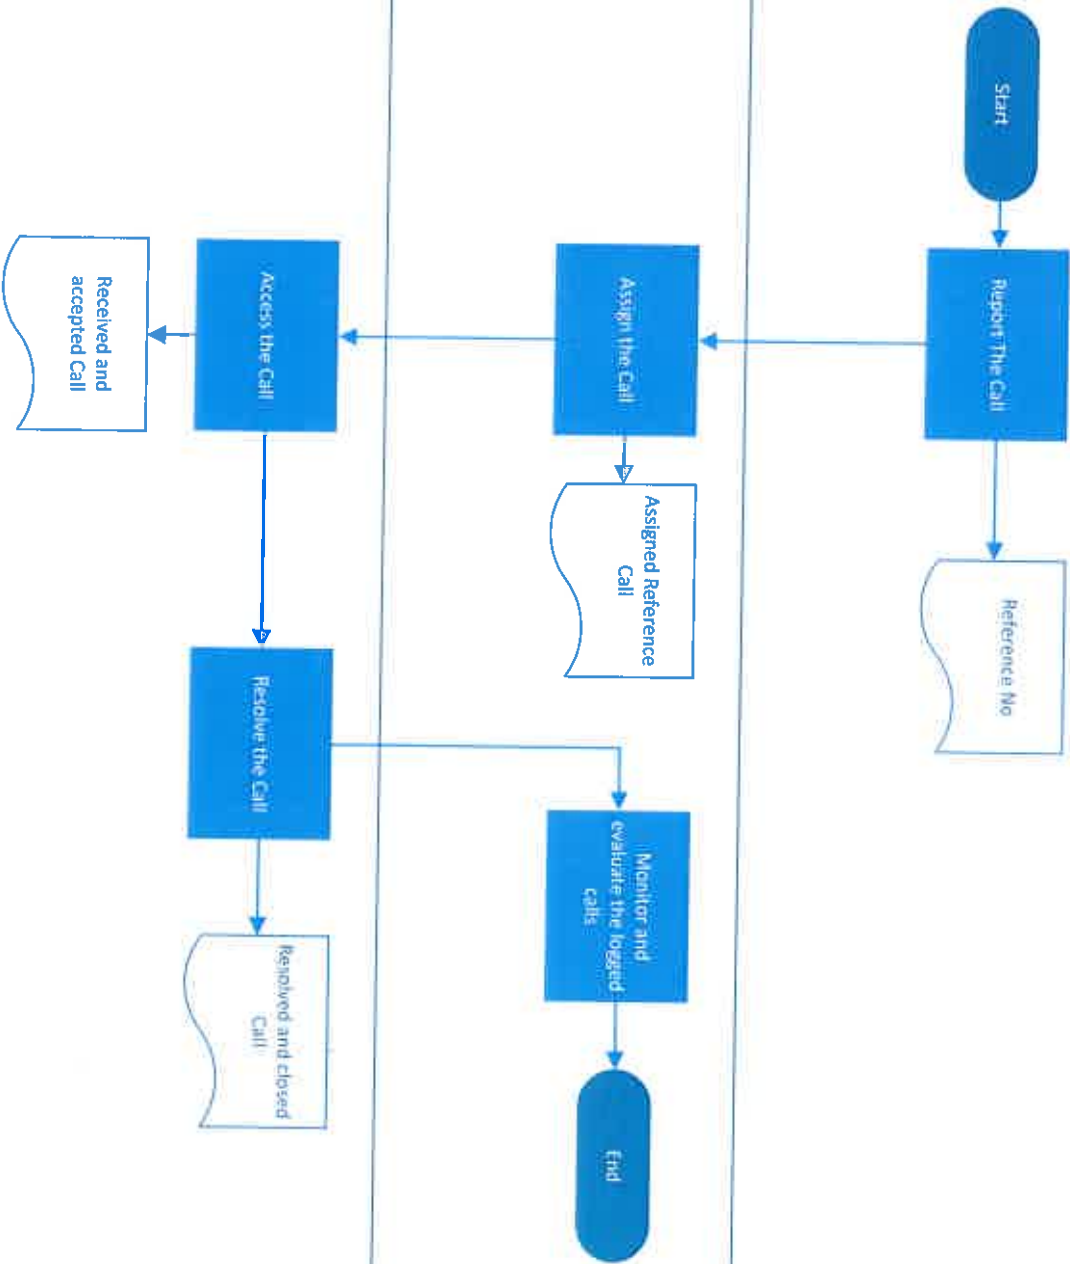 Start
Report The Call
Reference No
Assign the Call
Assigned Reference
Call
Monitor and
evaluate the logged
calls
End
Access the Call
Received and
accepted Call
Resolve the Call
Resolved and closed
Call